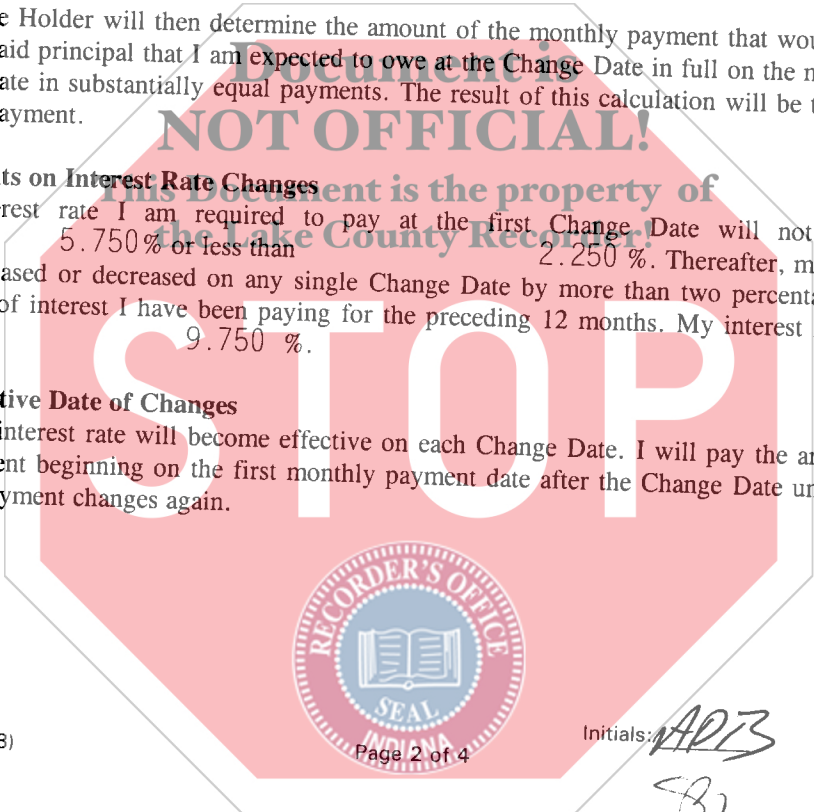 e Holder will then determine the amount of the monthly payment that wou
aid principal that I am expected to owe at the Change Date in full on the m
ate in substantially equal payments. The result of this calculation will be t
ayment.
Document is
NOT OFFICIAL!
This Document is the property of
the Lake County Recorder!
ts on Interest Rate Changes
rest rate I am required to pay at the first Change Date will not
5.750% or less than 2.250 %. Thereafter, m
ased or decreased on any single Change Date by more than two percenta
of interest I have been paying for the preceding 12 months. My interest
9.750 %.
STOP
tive Date of Changes
interest rate will become effective on each Change Date. I will pay the a
ent beginning on the first monthly payment date after the Change Date un
yment changes again.
RECORDER'S OFFICE
SEAL
INDIANA
3)
Page 2 of 4
Initials: